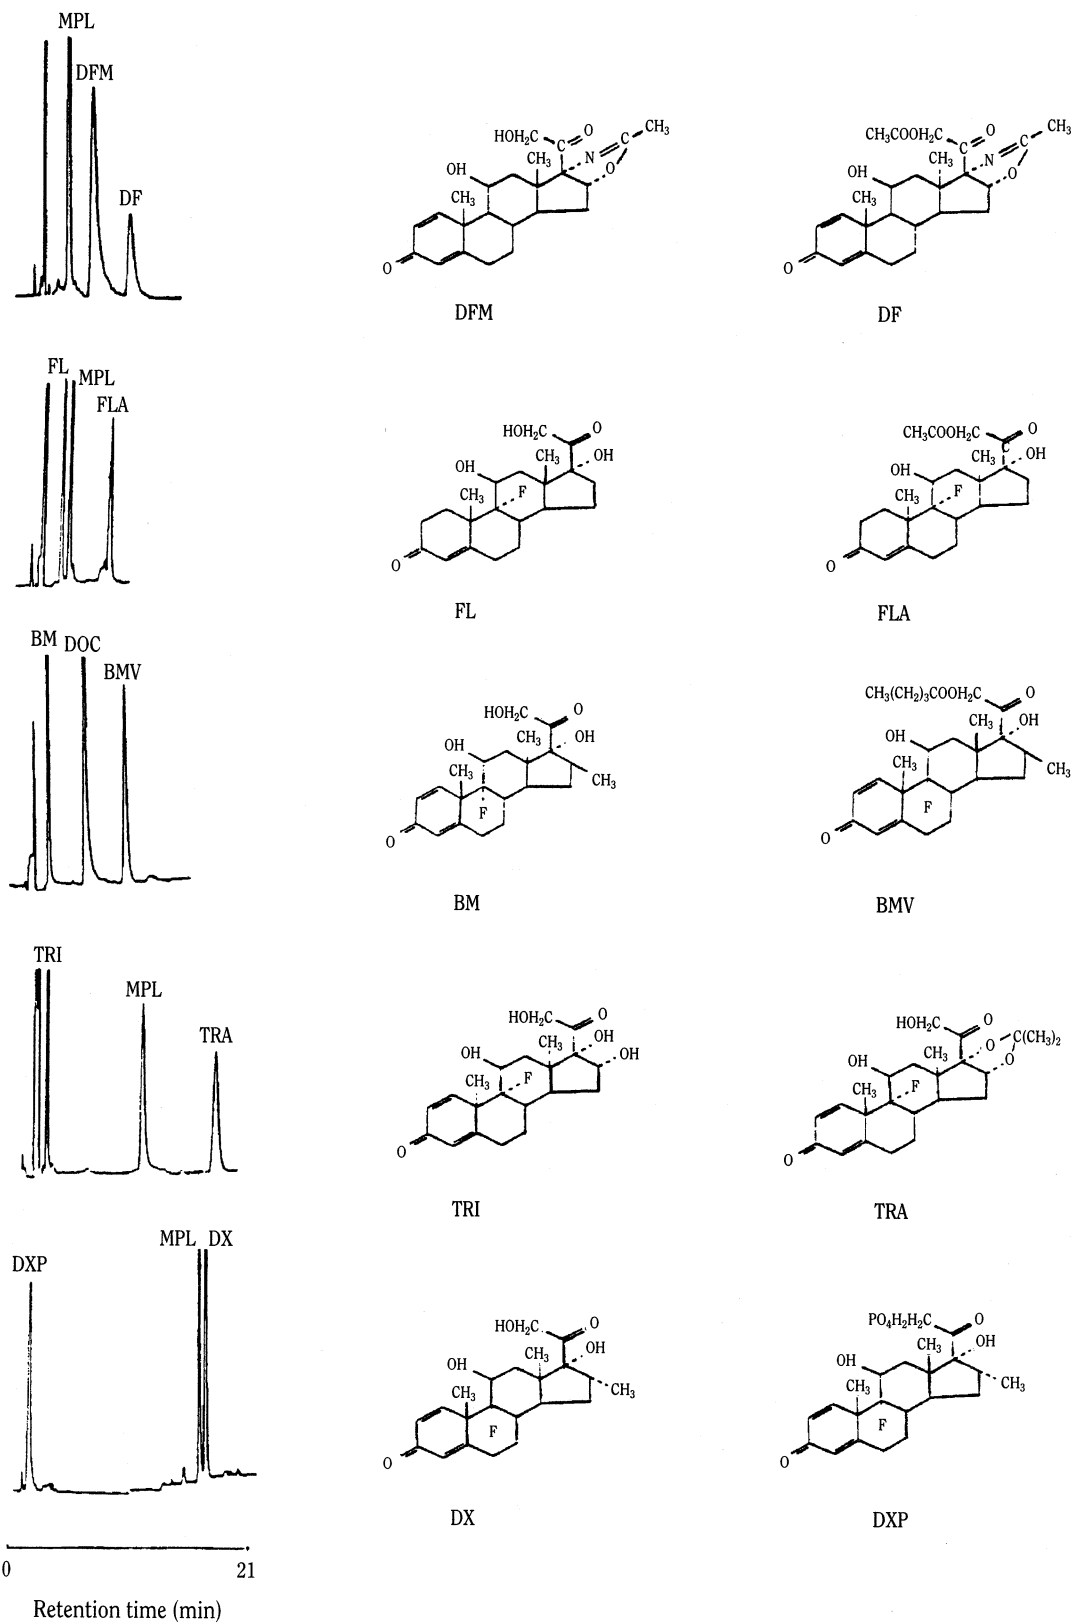 MPL
DFM
DF
HOH₂C
O
C
CH₃
N
C
O
CH₃
OH
CH₃
O
DFM
CH₃COOH₂C
O
C
CH₃
N
C
O
CH₃
OH
CH₃
O
DF
FL
MPL
FLA
HOH₂C
O
CH₃
OH
OH
CH₃
F
O
FL
CH₃COOH₂C
O
C
CH₃
OH
OH
CH₃
F
O
FLA
BM DOC
BMV
HOH₂C
O
CH₃
OH
OH
CH₃
CH₃
F
O
BM
CH₃(CH₂)₃COOH₂C
O
CH₃
OH
OH
CH₃
CH₃
F
O
BMV
TRI
MPL
TRA
HOH₂C
O
CH₃
OH
OH
OH
CH₃
F
O
TRI
HOH₂C
O
CH₃
O
C(CH₃)₂
O
OH
CH₃
F
O
TRA
DXP
MPL DX
HOH₂C
O
CH₃
OH
OH
CH₃
CH₃
F
O
DX
PO₄H₂H₂C
O
CH₃
OH
OH
CH₃
CH₃
F
O
DXP
0
21
Retention time (min)